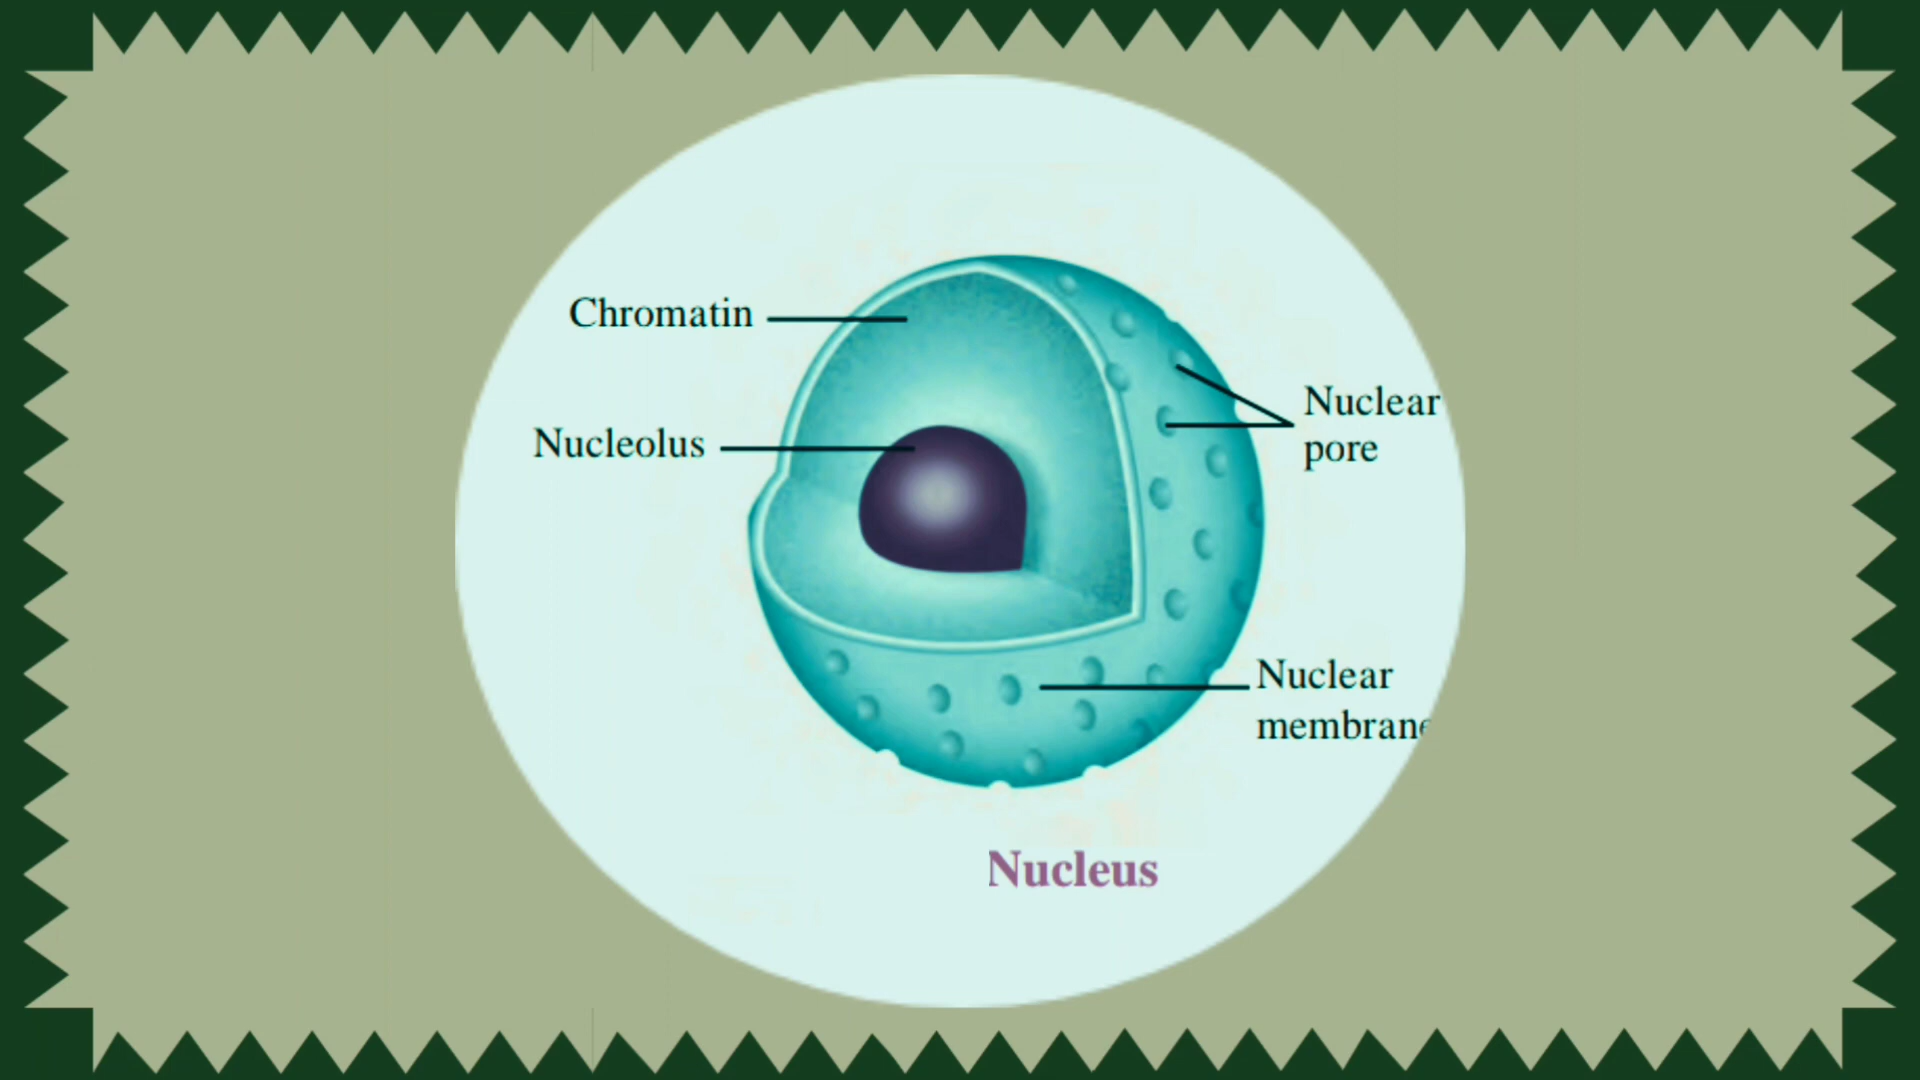 Chromatin
Nucleolus
Nuclear
pore
Nuclear
membrane
Nucleus